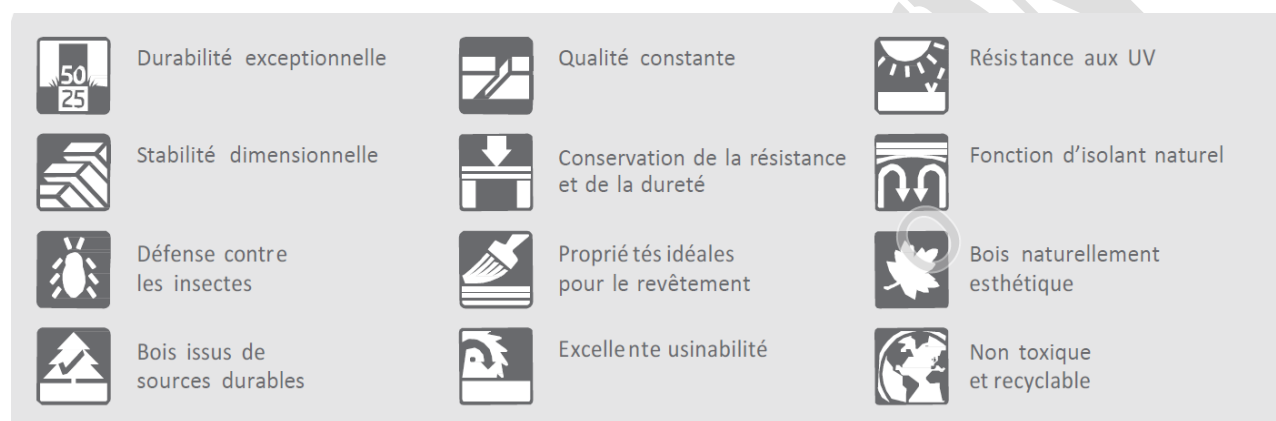 50
25
Durabilité exceptionnelle
Stabilité dimensionnelle
Défense contre
les insectes
Bois issus de
sources durables
Qualité constante
Conservation de la résistance
et de la dureté
Proprié tés idéales
pour le revêtement
Excellente usinabilité
Résistance aux UV
Fonction d’isolant naturel
Bois naturellement
esthétique
Non toxique
et recyclable